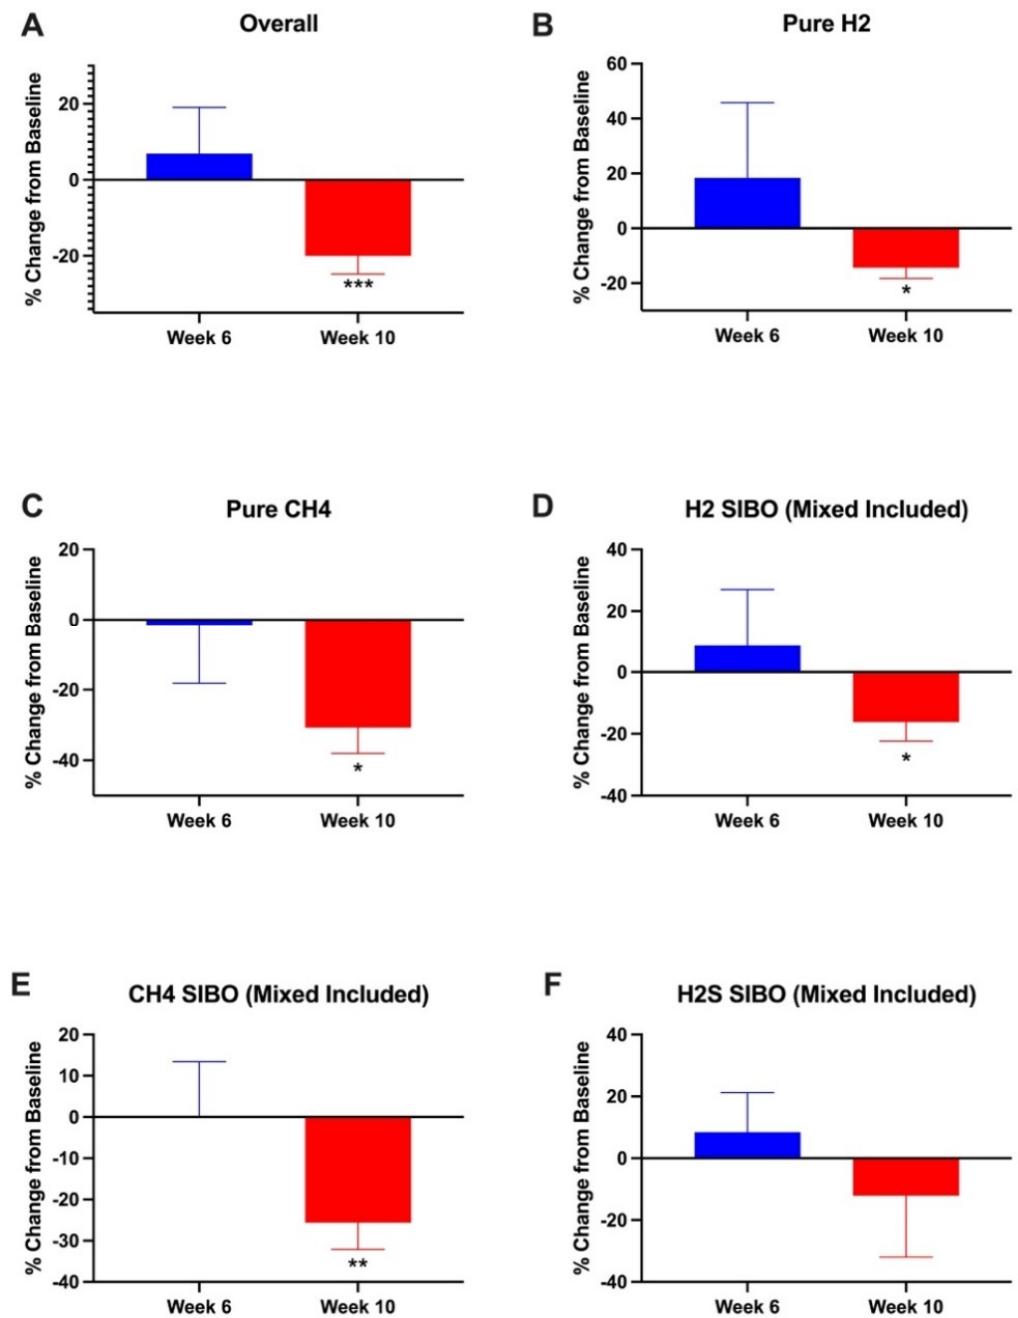 A
Overall
% Change from Baseline
20
0
-20
***
Week 6
Week 10
B
Pure H2
% Change from Baseline
60
40
20
0
-20
*
Week 6
Week 10
C
Pure CH4
% Change from Baseline
20
0
-20
-40
*
Week 6
Week 10
D
H2 SIBO (Mixed Included)
% Change from Baseline
40
20
0
-20
-40
*
Week 6
Week 10
E
CH4 SIBO (Mixed Included)
% Change from Baseline
20
10
0
-10
-20
-30
-40
**
Week 6
Week 10
F
H2S SIBO (Mixed Included)
% Change from Baseline
40
20
0
-20
-40
Week 6
Week 10